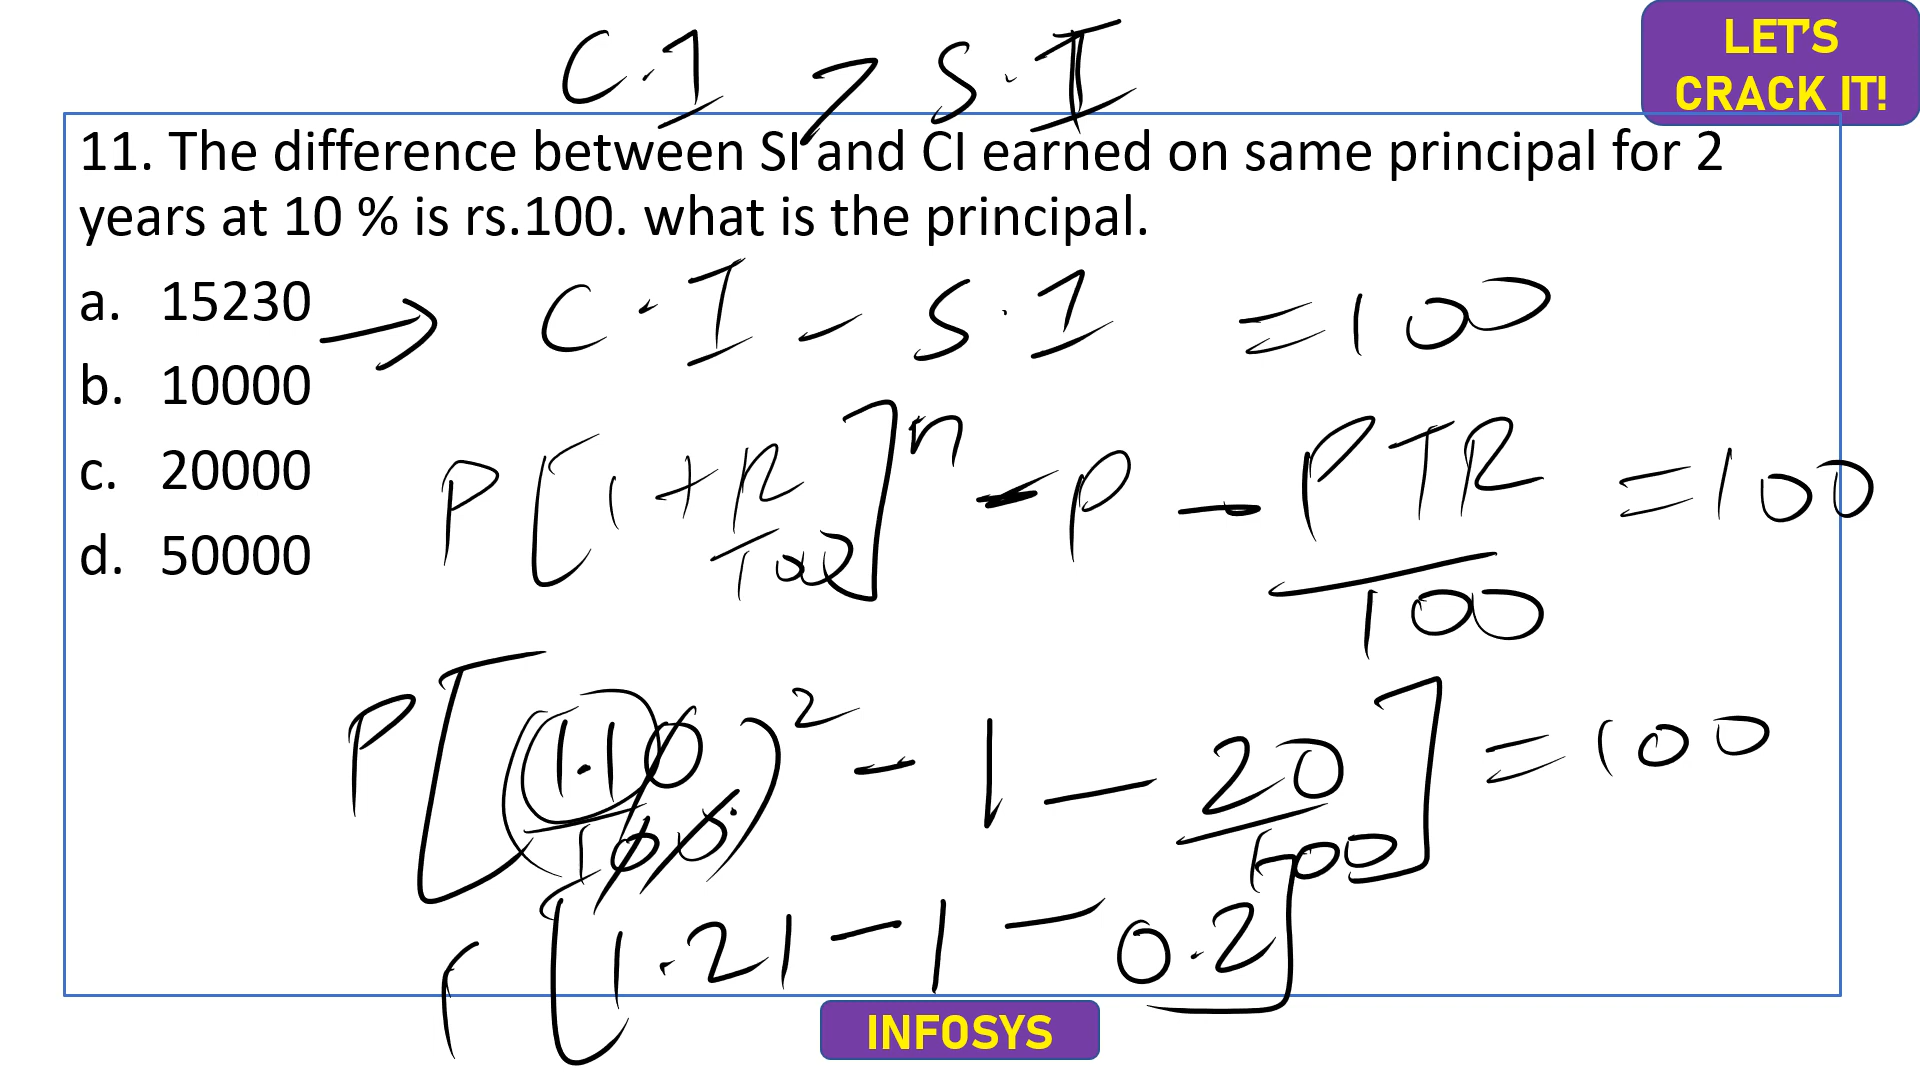 C.I > S.I
LET'S
CRACK IT!
11. The difference between SI and CI earned on same principal for 2
years at 10 % is rs.100. what is the principal.
a. 15230
→ C.I - S.I = 100
b. 10000
c. 20000
P[1+R/100]^n - P - PTR/100 = 100
d. 50000
P[(1.10/100)^2 - 1 - 20/100] = 100
[1.21 - 1 - 0.2]
INFOSYS